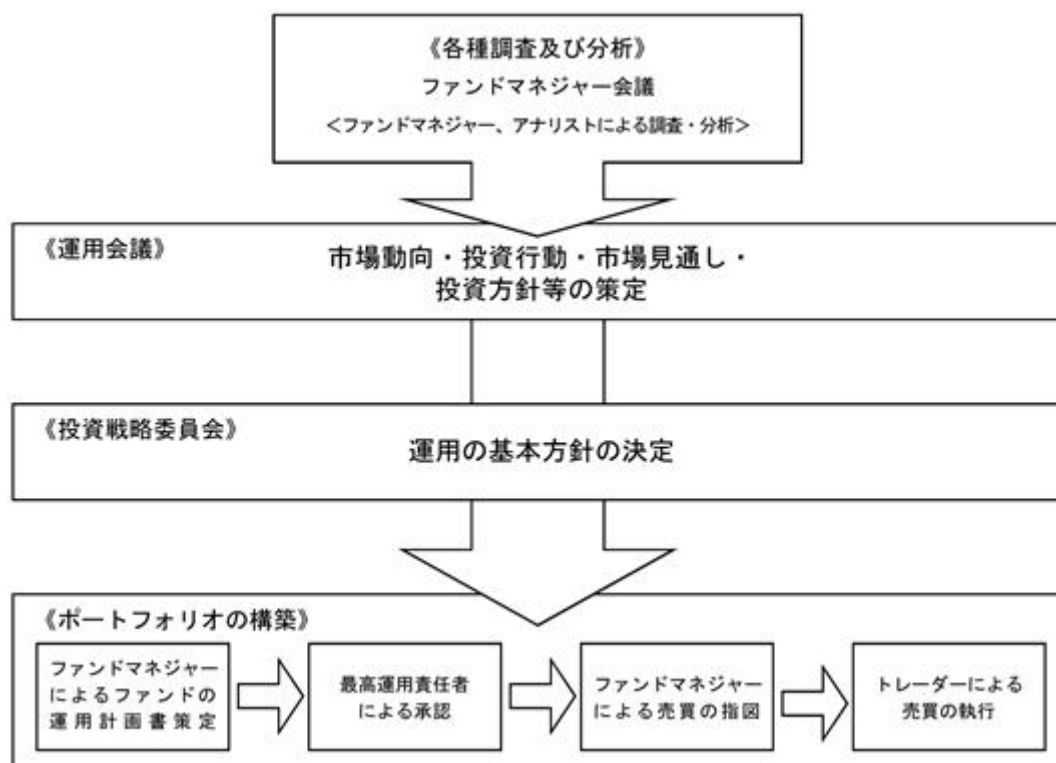 《各種調査及び分析》
ファンドマネジャー会議
<ファンドマネジャー、アナリストによる調査・分析>
《運用会議》
市場動向・投資行動・市場見通し・
投資方針等の策定
《投資戦略委員会》
運用の基本方針の決定
《ポートフォリオの構築》
ファンドマネジャー
によるファンドの
運用計画書策定
最高運用責任者
による承認
ファンドマネジャー
による売買の指図
トレーダーによる
売買の執行